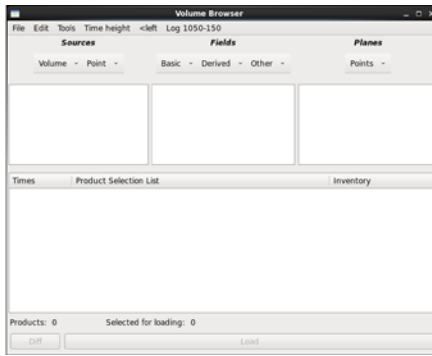 Volume Browser
File Edit Tools Time height <left Log 1050-150
Sources Fields Planes
Volume Point Basic Derived Other Points
Times Product Selection List Inventory
Products: 0 Selected for loading: 0
Diff Load